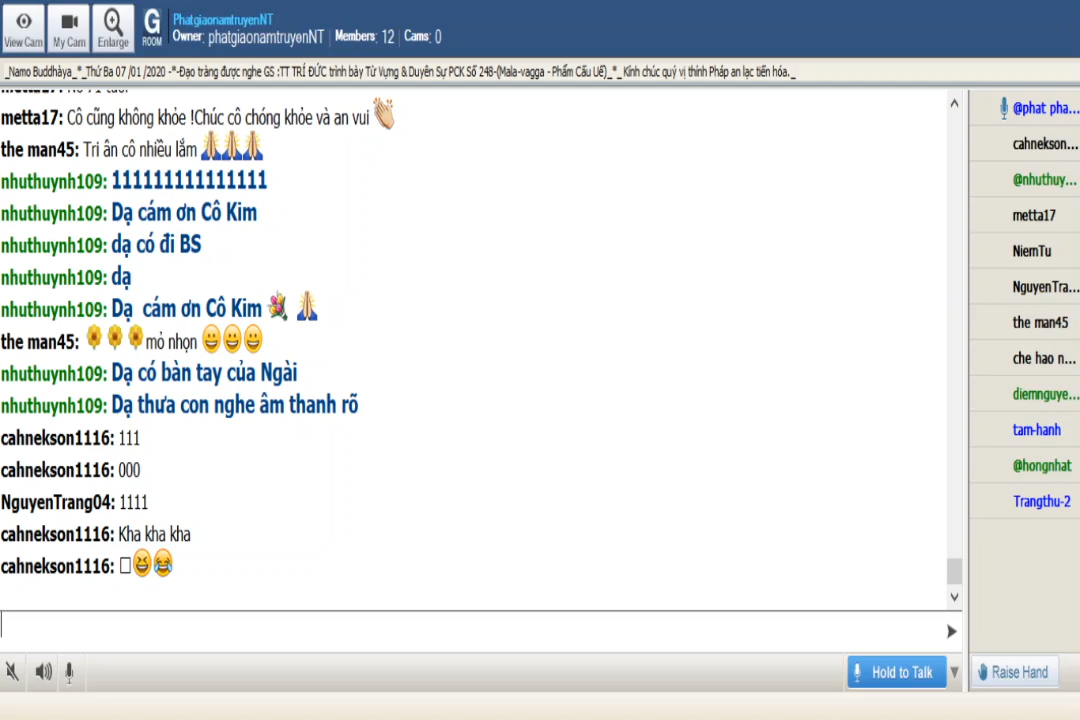 View Cam
My Cam
Enlarge
G
ROOM
PhatgiaonamtruyenNT
Owner: phatgiaonamtruyenNT Members: 12 Cams: 0
_Namo Buddhàya_*_Thứ Ba 07 /01 /2020 -*-Đạo tràng được nghe GS :TT TRÍ ĐỨC trình bày Từ Vựng & Duyên Sự PCK Số 248-(Mala-vagga - Phẩm Cấu Uế)_*_ Kính chúc quý vị thính Pháp an lạc tiến hóa._
metta17: Cô cũng không khỏe !Chúc cô chóng khỏe và an vui 👏
the man45: Tri ân cô nhiều lắm 🙏🙏🙏
nhuthuynh109: 111111111111111
nhuthuynh109: Dạ cám ơn Cô Kim
nhuthuynh109: dạ có đi BS
nhuthuynh109: dạ
nhuthuynh109: Dạ cám ơn Cô Kim 💐 🙏
the man45: 🌼🌼🌼mỏ nhọn 😀😀😀
nhuthuynh109: Dạ có bàn tay của Ngài
nhuthuynh109: Dạ thưa con nghe âm thanh rõ
cahnekson1116: 111
cahnekson1116: 000
NguyenTrang04: 1111
cahnekson1116: Kha kha kha
cahnekson1116: □😆😂
@phat pha...
cahnekson...
@nhuthuy...
metta17
NiemTu
NguyenTra...
the man45
che hao n...
diemnguye...
tam-hanh
@hongnhat
Trangthu-2
Hold to Talk
Raise Hand